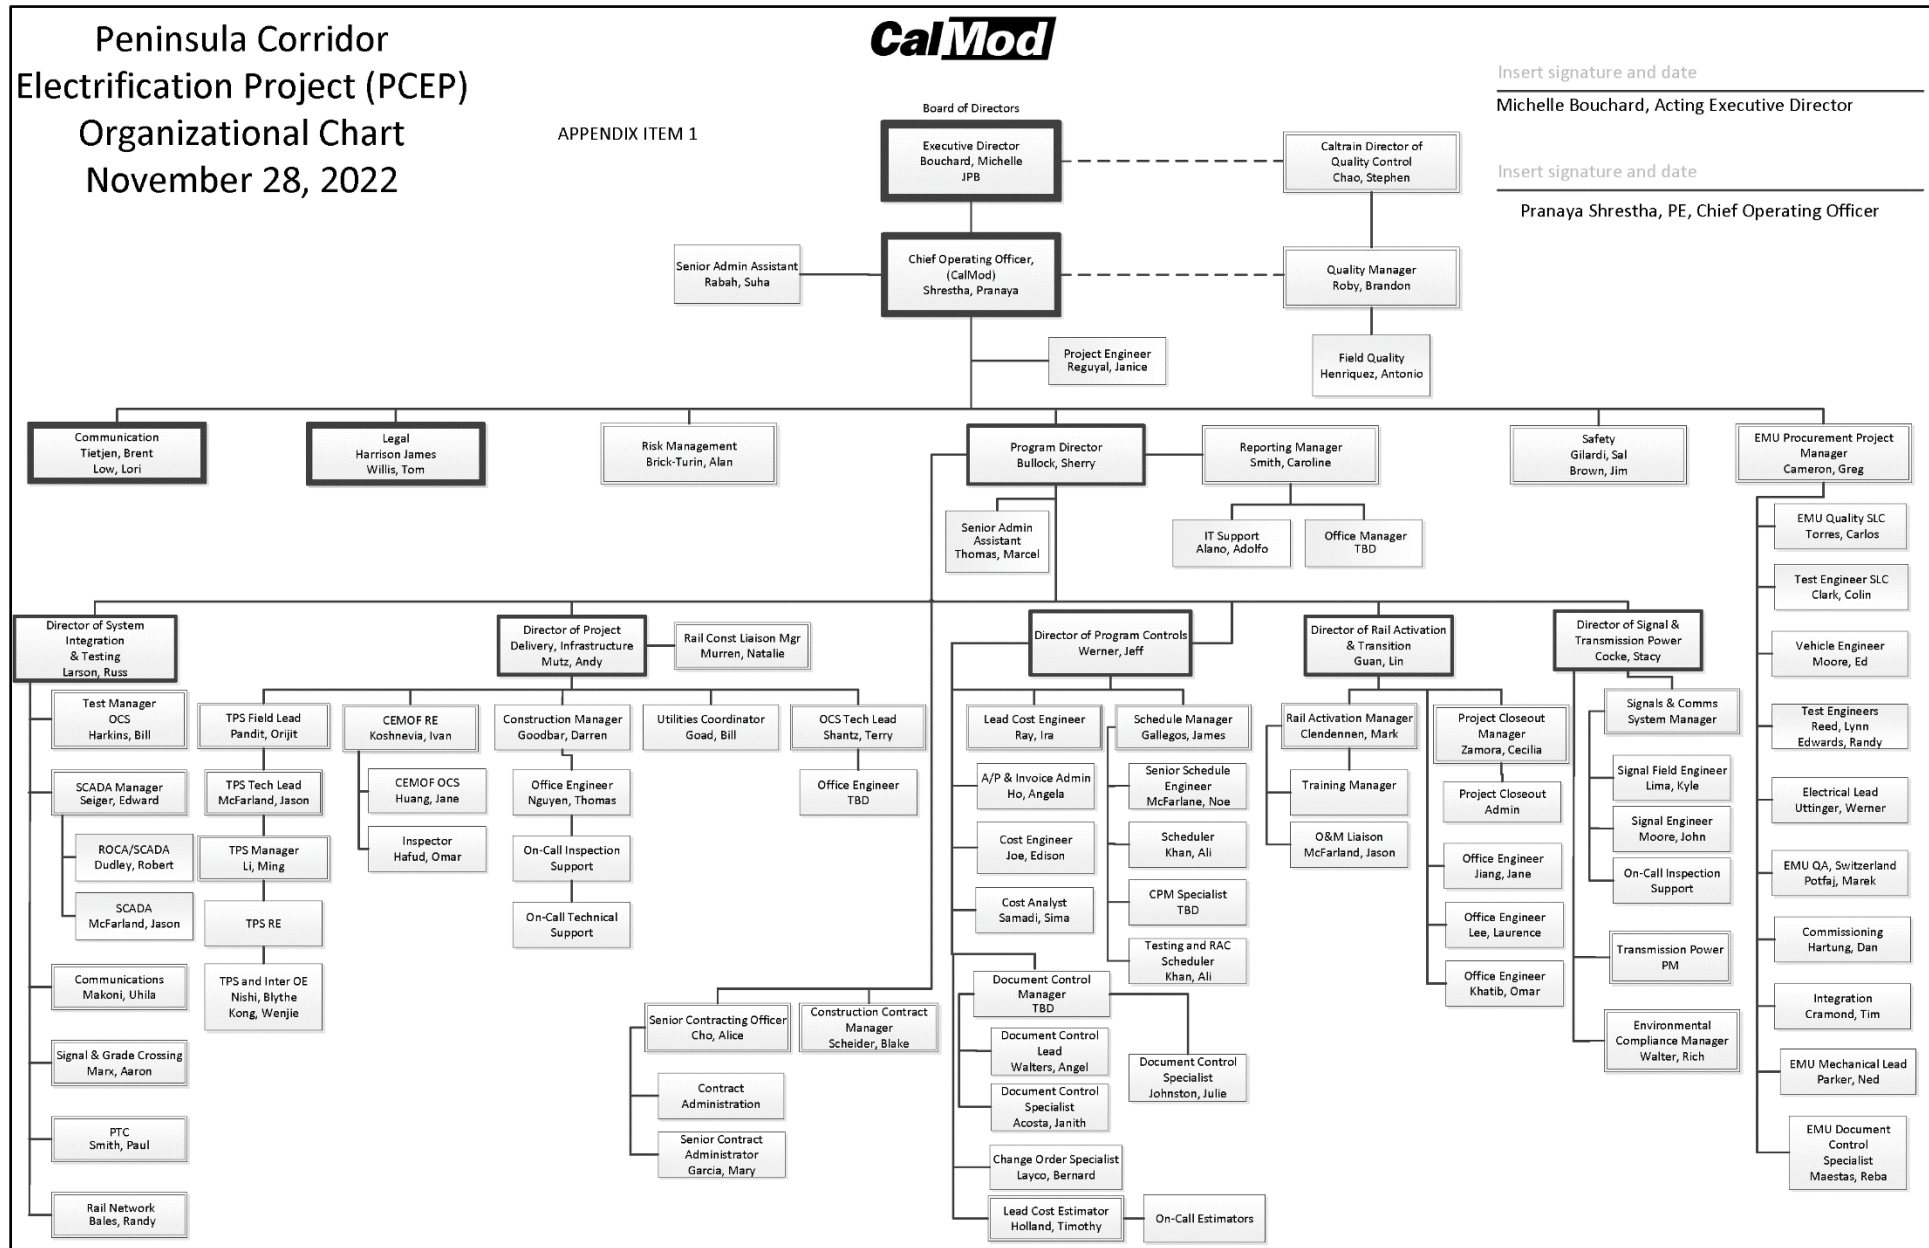 Peninsula Corridor
Electrification Project (PCEP)
Organizational Chart
November 28, 2022
CalMod
APPENDIX ITEM 1
Insert signature and date
Michelle Bouchard, Acting Executive Director
Insert signature and date
Pranaya Shrestha, PE, Chief Operating Officer
Board of Directors
Executive Director
Bouchard, Michelle
JPB
Caltrain Director of
Quality Control
Chao, Stephen
Senior Admin Assistant
Rabah, Suha
Chief Operating Officer,
(CalMod)
Shrestha, Pranaya
Quality Manager
Roby, Brandon
Project Engineer
Reguyal, Janice
Field Quality
Henriquez, Antonio
Communication
Tietjen, Brent
Low, Lori
Legal
Harrison James
Willis, Tom
Risk Management
Brick-Turin, Alan
Program Director
Bullock, Sherry
Reporting Manager
Smith, Caroline
Safety
Gilardi, Sal
Brown, Jim
EMU Procurement Project
Manager
Cameron, Greg
Senior Admin
Assistant
Thomas, Marcel
IT Support
Alano, Adolfo
Office Manager
TBD
EMU Quality SLC
Torres, Carlos
Test Engineer SLC
Clark, Colin
Vehicle Engineer
Moore, Ed
Test Engineers
Reed, Lynn
Edwards, Randy
Electrical Lead
Uttinger, Werner
EMU QA, Switzerland
Potfaj, Marek
Commissioning
Hartung, Dan
Integration
Cramond, Tim
EMU Mechanical Lead
Parker, Ned
EMU Document
Control
Specialist
Maestas, Reba
Director of System
Integration
& Testing
Larson, Russ
Test Manager
OCS
Harkins, Bill
SCADA Manager
Seiger, Edward
ROCA/SCADA
Dudley, Robert
SCADA
McFarland, Jason
Communications
Makoni, Uhila
Signal & Grade Crossing
Marx, Aaron
PTC
Smith, Paul
Rail Network
Bales, Randy
Director of Project
Delivery, Infrastructure
Mutz, Andy
Rail Const Liaison Mgr
Murren, Natalie
TPS Field Lead
Pandit, Orijit
TPS Tech Lead
McFarland, Jason
TPS Manager
Li, Ming
TPS RE
TPS and Inter OE
Nishi, Blythe
Kong, Wenjie
CEMOF RE
Koshnevia, Ivan
CEMOF OCS
Huang, Jane
Inspector
Hafud, Omar
Construction Manager
Goodbar, Darren
Office Engineer
Nguyen, Thomas
On-Call Inspection
Support
On-Call Technical
Support
Utilities Coordinator
Goad, Bill
OCS Tech Lead
Shantz, Terry
Office Engineer
TBD
Senior Contracting Officer
Cho, Alice
Contract
Administration
Senior Contract
Administrator
Garcia, Mary
Construction Contract
Manager
Scheider, Blake
Director of Program Controls
Werner, Jeff
Lead Cost Engineer
Ray, Ira
A/P & Invoice Admin
Ho, Angela
Cost Engineer
Joe, Edison
Cost Analyst
Samadi, Sima
Schedule Manager
Gallegos, James
Senior Schedule
Engineer
McFarlane, Noe
Scheduler
Khan, Ali
CPM Specialist
TBD
Testing and RAC
Scheduler
Khan, Ali
Document Control
Manager
TBD
Document Control
Lead
Walters, Angel
Document Control
Specialist
Acosta, Janith
Document Control
Specialist
Johnston, Julie
Change Order Specialist
Layco, Bernard
Lead Cost Estimator
Holland, Timothy
On-Call Estimators
Director of Rail Activation
& Transition
Guan, Lin
Rail Activation Manager
Clendennen, Mark
Training Manager
O&M Liaison
McFarland, Jason
Project Closeout
Manager
Zamora, Cecilia
Project Closeout
Admin
Office Engineer
Jiang, Jane
Office Engineer
Lee, Laurence
Office Engineer
Khatib, Omar
Director of Signal &
Transmission Power
Cocke, Stacy
Signals & Comms
System Manager
Signal Field Engineer
Lima, Kyle
Signal Engineer
Moore, John
On-Call Inspection
Support
Transmission Power
PM
Environmental
Compliance Manager
Walter, Rich